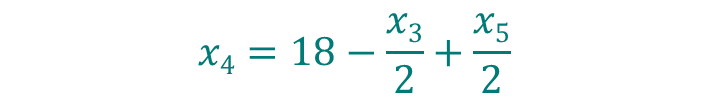 x₄ = 18 − x₃/2 + x₅/2